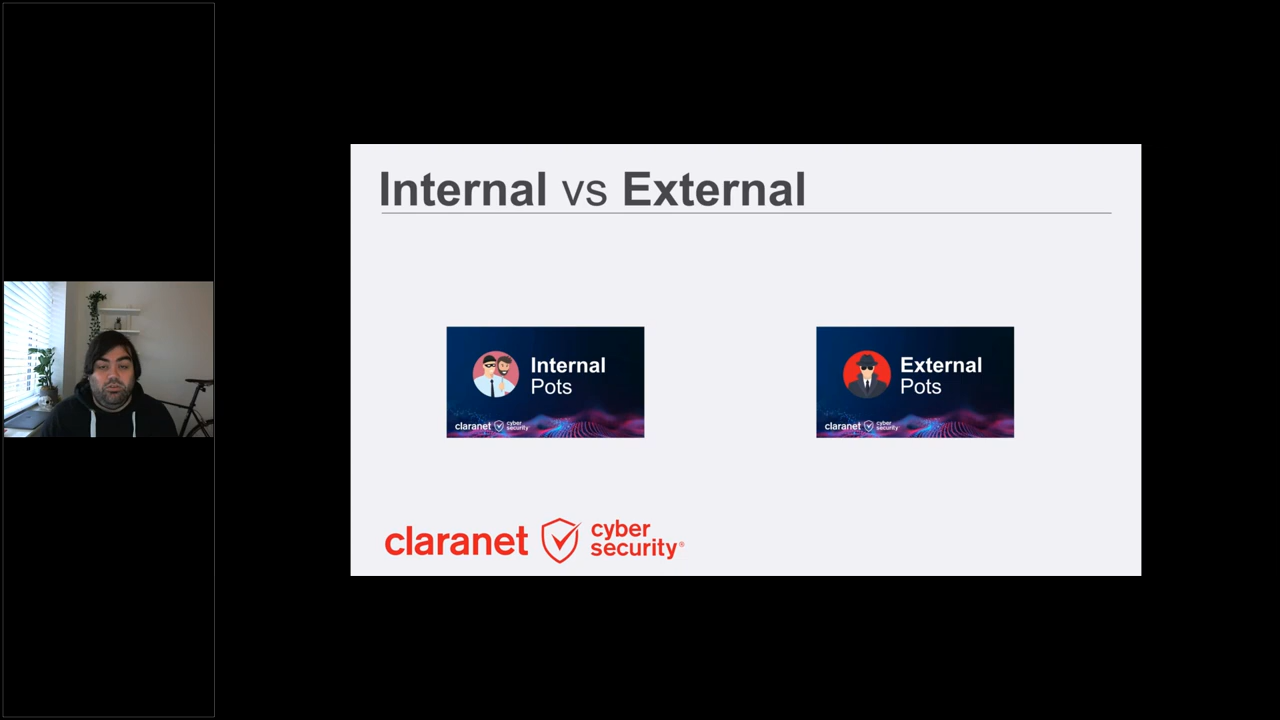 Internal vs External
Internal
Pots
claranet cyber
security
External
Pots
claranet cyber
security
claranet cyber
security®